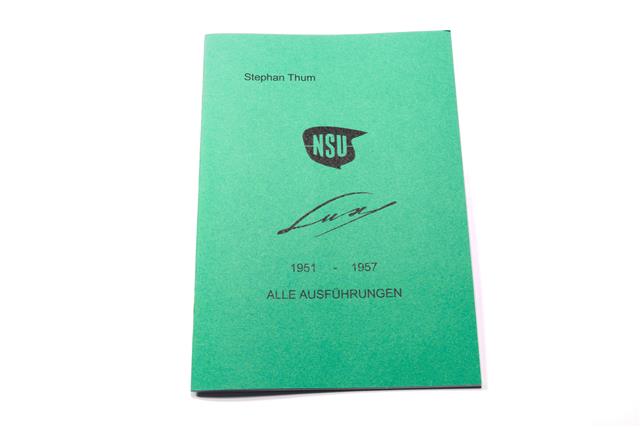 Stephan Thum
NSU
Lux
1951 - 1957
ALLE AUSFÜHRUNGEN